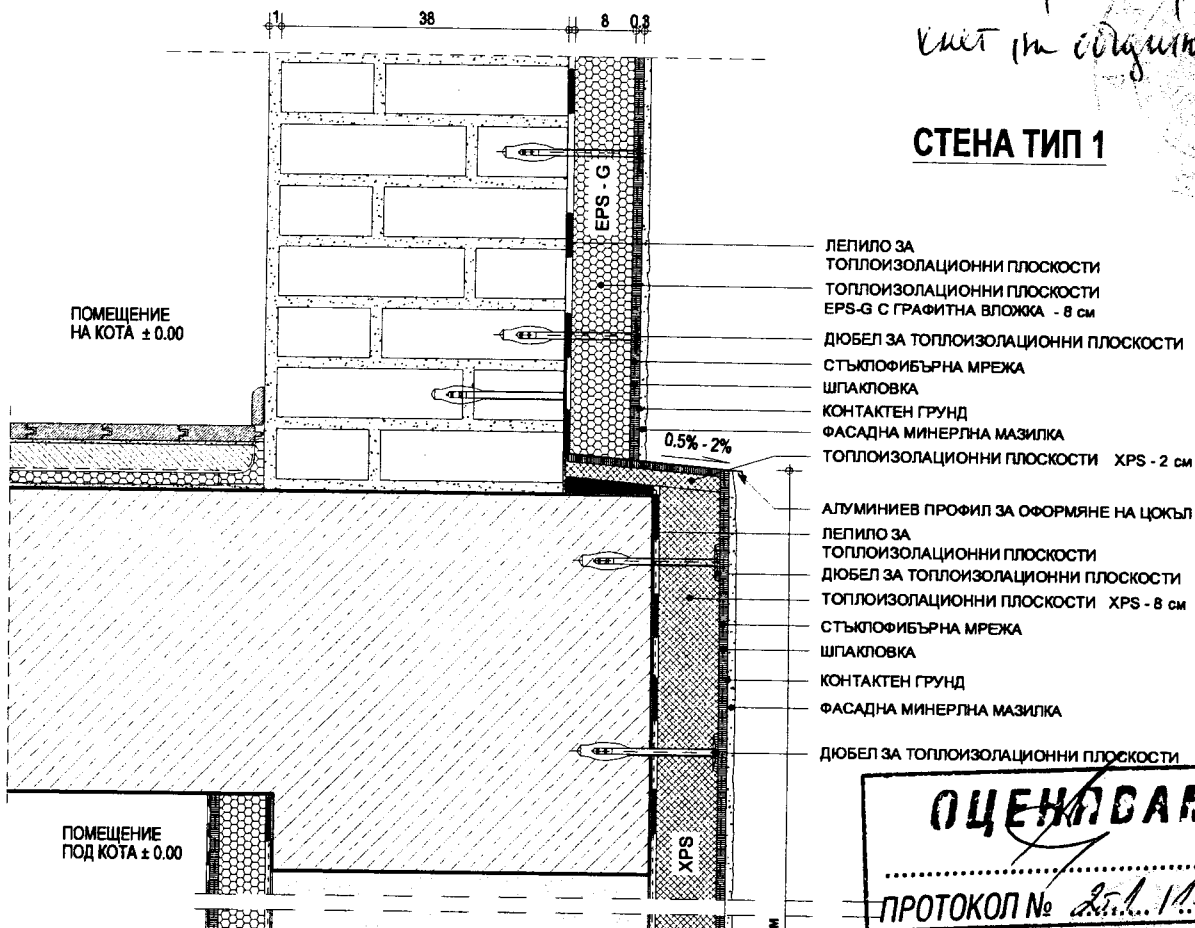 1 38 8 0.3
СТЕНА ТИП 1
EPS - G
ПОМЕЩЕНИЕ
НА КОТА ± 0.00
ЛЕПИЛО ЗА
ТОПЛОИЗОЛАЦИОННИ ПЛОСКОСТИ
ТОПЛОИЗОЛАЦИОННИ ПЛОСКОСТИ
EPS-G С ГРАФИТНА ВЛОЖКА - 8 см
ДЮБЕЛ ЗА ТОПЛОИЗОЛАЦИОННИ ПЛОСКОСТИ
СТЪКЛОФИБЪРНА МРЕЖА
ШПАКЛОВКА
КОНТАКТЕН ГРУНД
ФАСАДНА МИНЕРЛНА МАЗИЛКА
0.5% - 2%
ТОПЛОИЗОЛАЦИОННИ ПЛОСКОСТИ XPS - 2 см
АЛУМИНИЕВ ПРОФИЛ ЗА ОФОРМЯНЕ НА ЦОКЪЛ
ЛЕПИЛО ЗА
ТОПЛОИЗОЛАЦИОННИ ПЛОСКОСТИ
ДЮБЕЛ ЗА ТОПЛОИЗОЛАЦИОННИ ПЛОСКОСТИ
ТОПЛОИЗОЛАЦИОННИ ПЛОСКОСТИ XPS - 8 см
СТЪКЛОФИБЪРНА МРЕЖА
ШПАКЛОВКА
КОНТАКТЕН ГРУНД
ФАСАДНА МИНЕРЛНА МАЗИЛКА
ДЮБЕЛ ЗА ТОПЛОИЗОЛАЦИОННИ ПЛОСКОСТИ
ПОМЕЩЕНИЕ
ПОД КОТА ± 0.00
XPS
ПРОТОКОЛ №